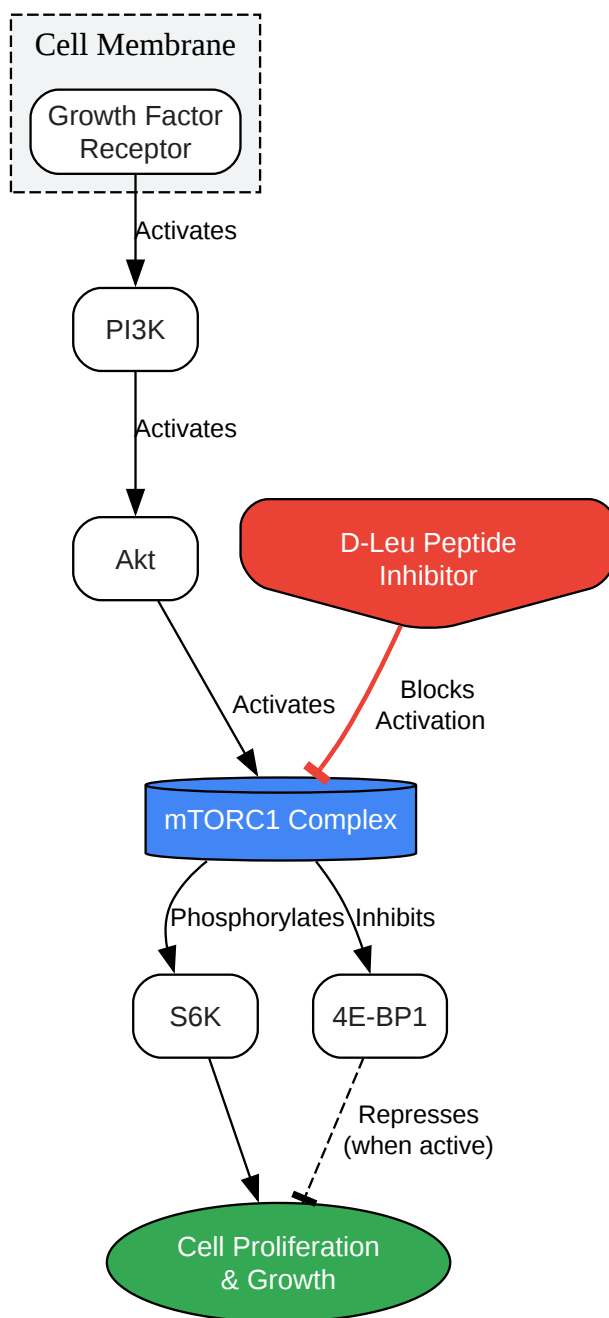 Cell Membrane
Growth Factor
Receptor
Activates
PI3K
Activates
Akt
D-Leu Peptide
Inhibitor
Activates
Blocks
Activation
mTORC1 Complex
Phosphorylates
Inhibits
S6K
4E-BP1
Represses
(when active)
Cell Proliferation
& Growth